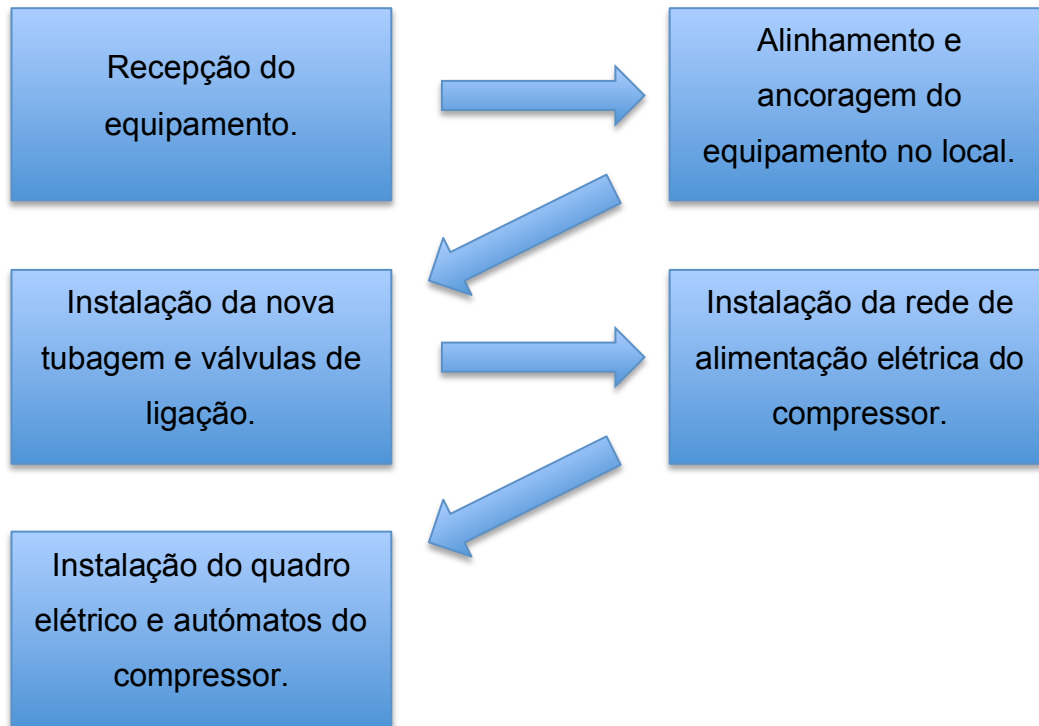 Recepção do
equipamento.
Alinhamento e
ancoragem do
equipamento no local.
Instalação da nova
tubagem e válvulas de
ligação.
Instalação da rede de
alimentação elétrica do
compressor.
Instalação do quadro
elétrico e autómatos do
compressor.